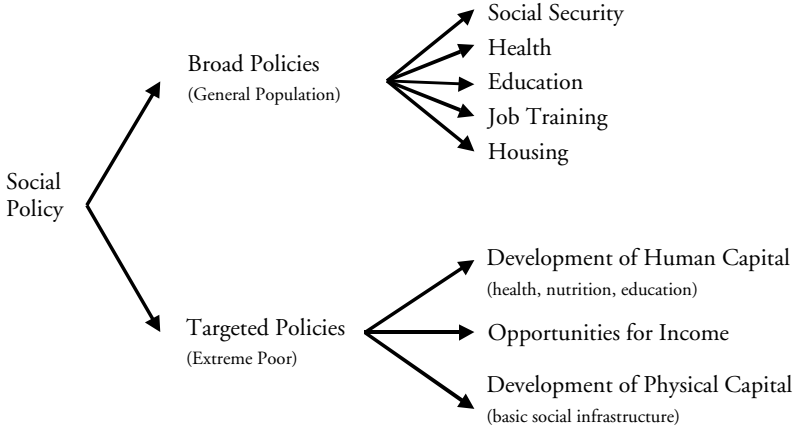 Social
Policy
Broad Policies
(General Population)
Social Security
Health
Education
Job Training
Housing
Targeted Policies
(Extreme Poor)
Development of Human Capital
(health, nutrition, education)
Opportunities for Income
Development of Physical Capital
(basic social infrastructure)